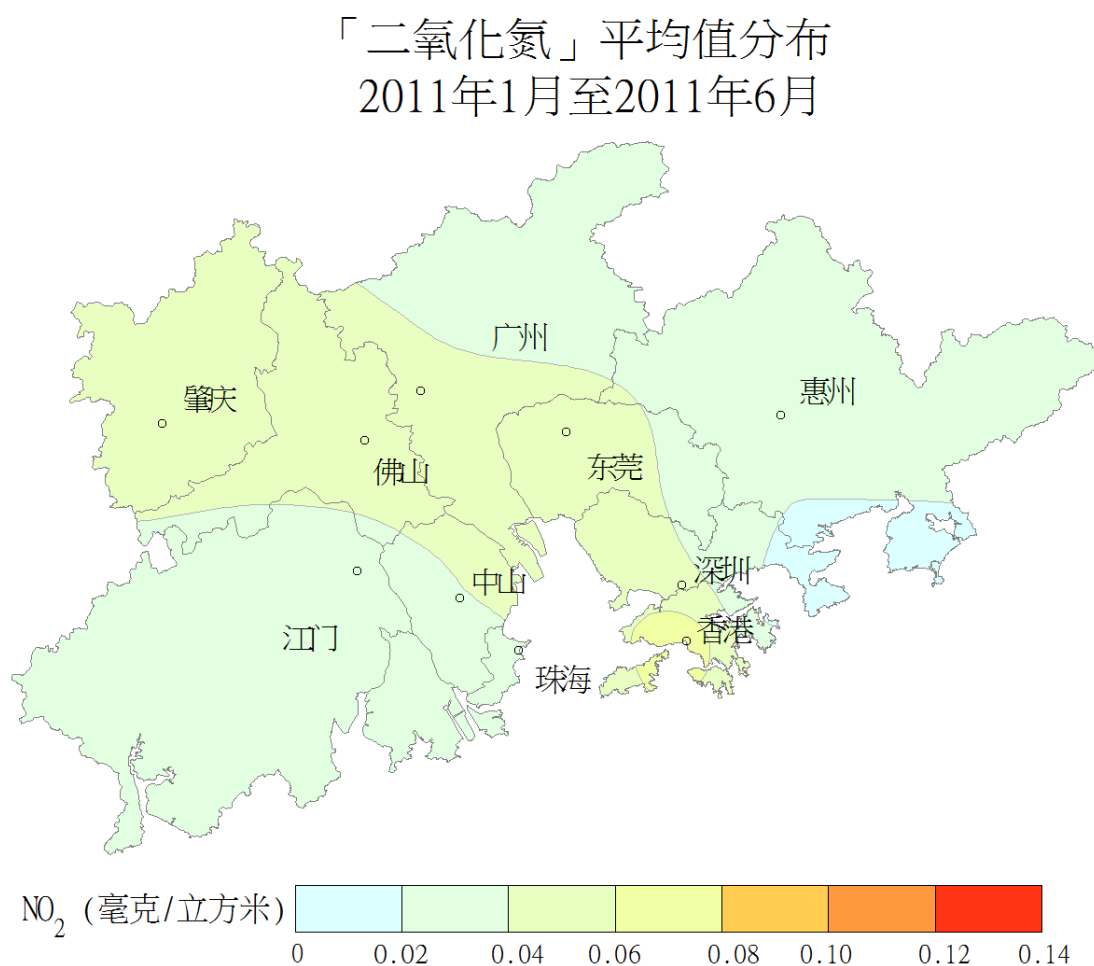 「二氧化氮」平均值分布
2011年1月至2011年6月
广州
惠州
肇庆
佛山
东莞
深圳
中山
香港
江门
珠海
NO₂ (毫克/立方米)
0 0.02 0.04 0.06 0.08 0.10 0.12 0.14